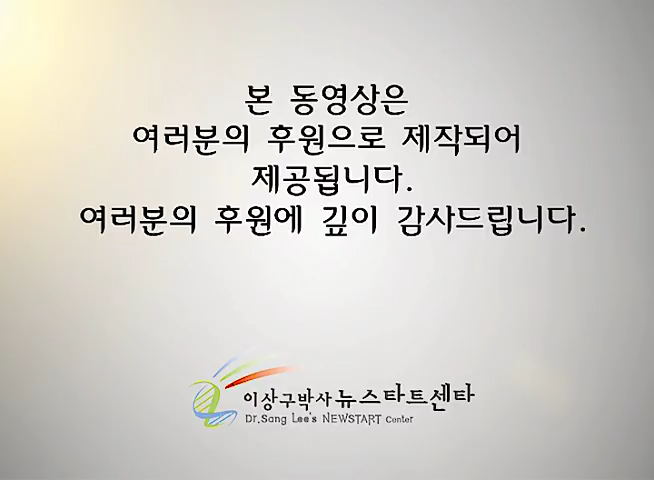 본 동영상은
여러분의 후원으로 제작되어
제공됩니다.
여러분의 후원에 깊이 감사드립니다.
이상구박사 뉴스타트센타
Dr.Sang Lee's NEWSTART Center